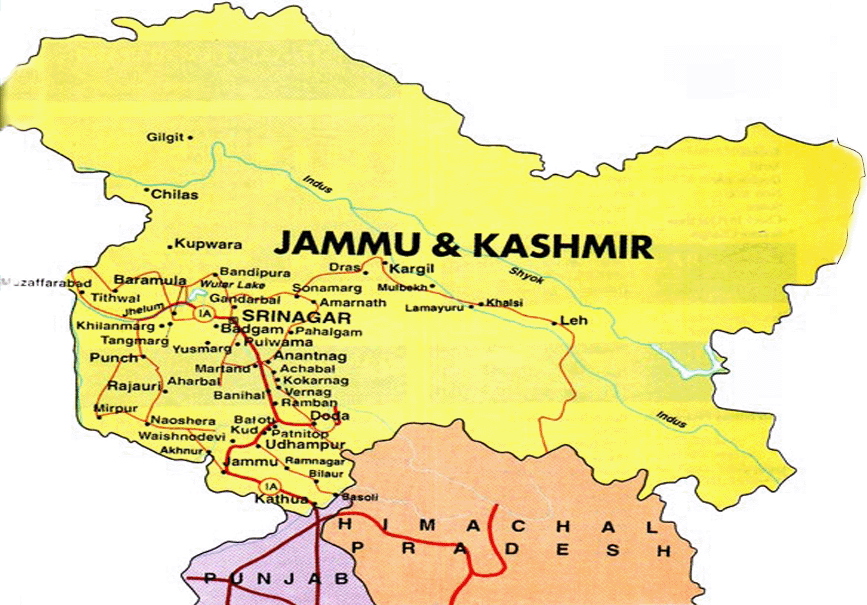 Gilgit
Indus
Chilas
Kupwara
JAMMU & KASHMIR
Dras
Kargil
Shyok
Bandipura
Baramula
Wular Lake
Muzaffarabad
Tithwal
Sonamarg
Mulbekh
Gandarbal
Amarnath
Lamayuru
Khalsi
Jhelum
IA
SRINAGAR
Leh
Khilanmarg
Badgam
Pahalgam
Tangmarg
Yusmarg
Pulwama
Punch
Anantnag
Martand
Achabal
Kokarnag
Rajauri
Aharbal
Vernag
Banihal
Ramban
Mirpur
Doda
Indus
Naoshera
Batot
Kud
Patnitop
Waishnodevi
Udhampur
Akhnur
Jammu
Ramnagar
Bilaur
IA
Kathua
Basoli
HIMACHAL
PRADESH
PUNJAB